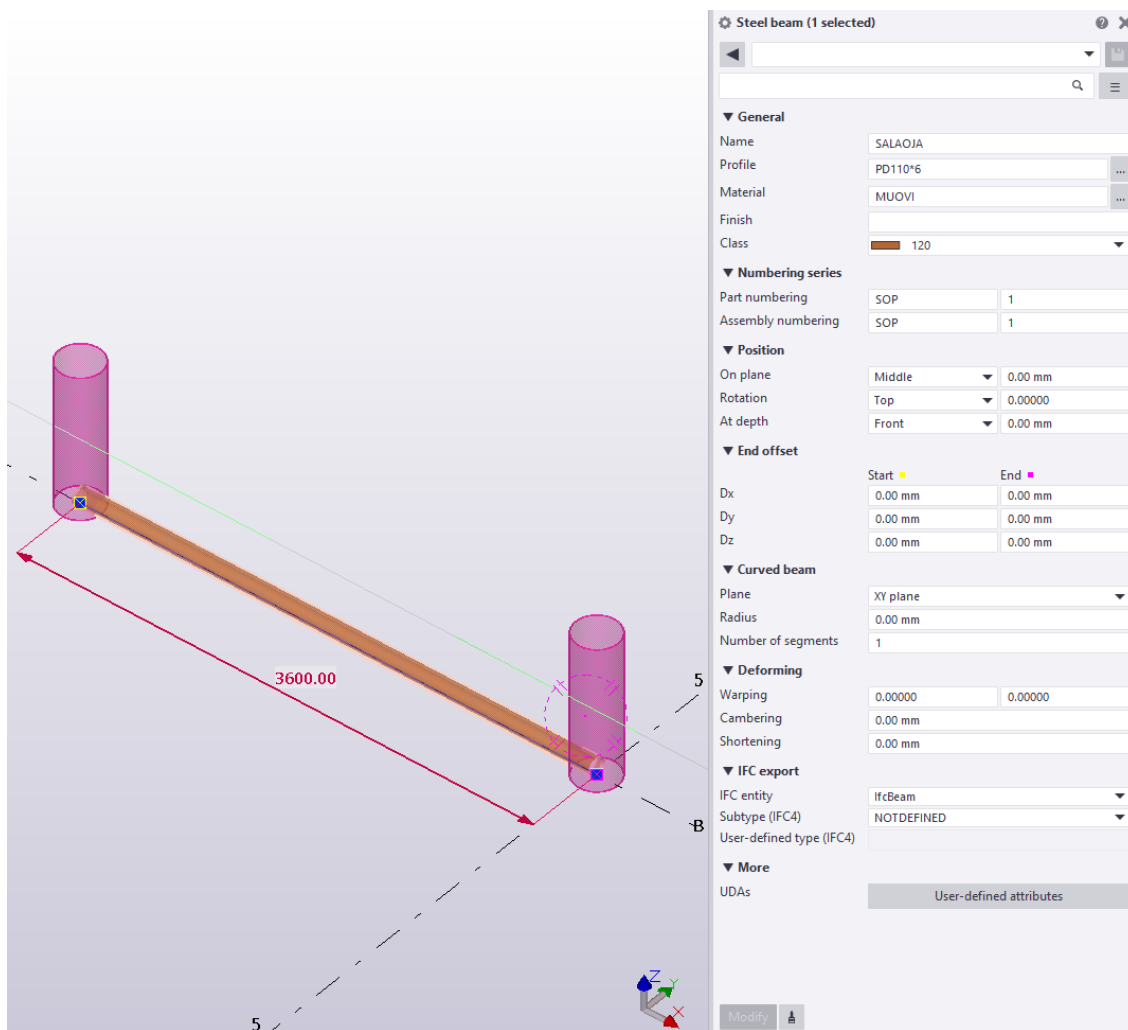 Steel beam (1 selected)
General
Name SALAOJA
Profile PD110*6 ...
Material MUOVI ...
Finish
Class 120
Numbering series
Part numbering SOP 1
Assembly numbering SOP 1
Position
On plane Middle 0.00 mm
Rotation Top 0.00000
At depth Front 0.00 mm
End offset
Start End
Dx 0.00 mm 0.00 mm
Dy 0.00 mm 0.00 mm
Dz 0.00 mm 0.00 mm
Curved beam
Plane XY plane
Radius 0.00 mm
Number of segments 1
Deforming
Warping 0.00000 0.00000
Cambering 0.00 mm
Shortening 0.00 mm
IFC export
IFC entity IfcBeam
Subtype (IFC4) NOTDEFINED
User-defined type (IFC4)
More
UDAs User-defined attributes
Modify
3600.00
5
B
5
Z
Y
X